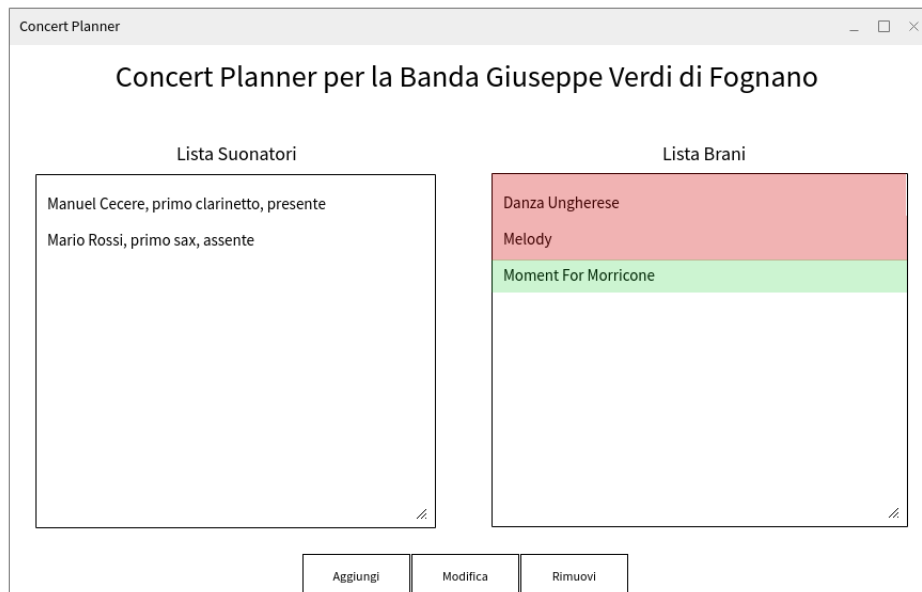 Concert Planner
Concert Planner per la Banda Giuseppe Verdi di Fognano
Lista Suonatori
Manuel Cecere, primo clarinetto, presente
Mario Rossi, primo sax, assente
Lista Brani
Danza Ungherese
Melody
Moment For Morricone
Aggiungi
Modifica
Rimuovi